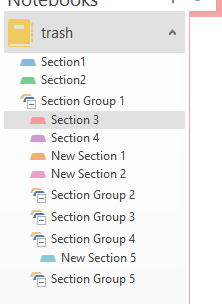 Notebooks
trash
Section1
Section2
Section Group 1
Section 3
Section 4
New Section 1
New Section 2
Section Group 2
Section Group 3
Section Group 4
New Section 5
Section Group 5